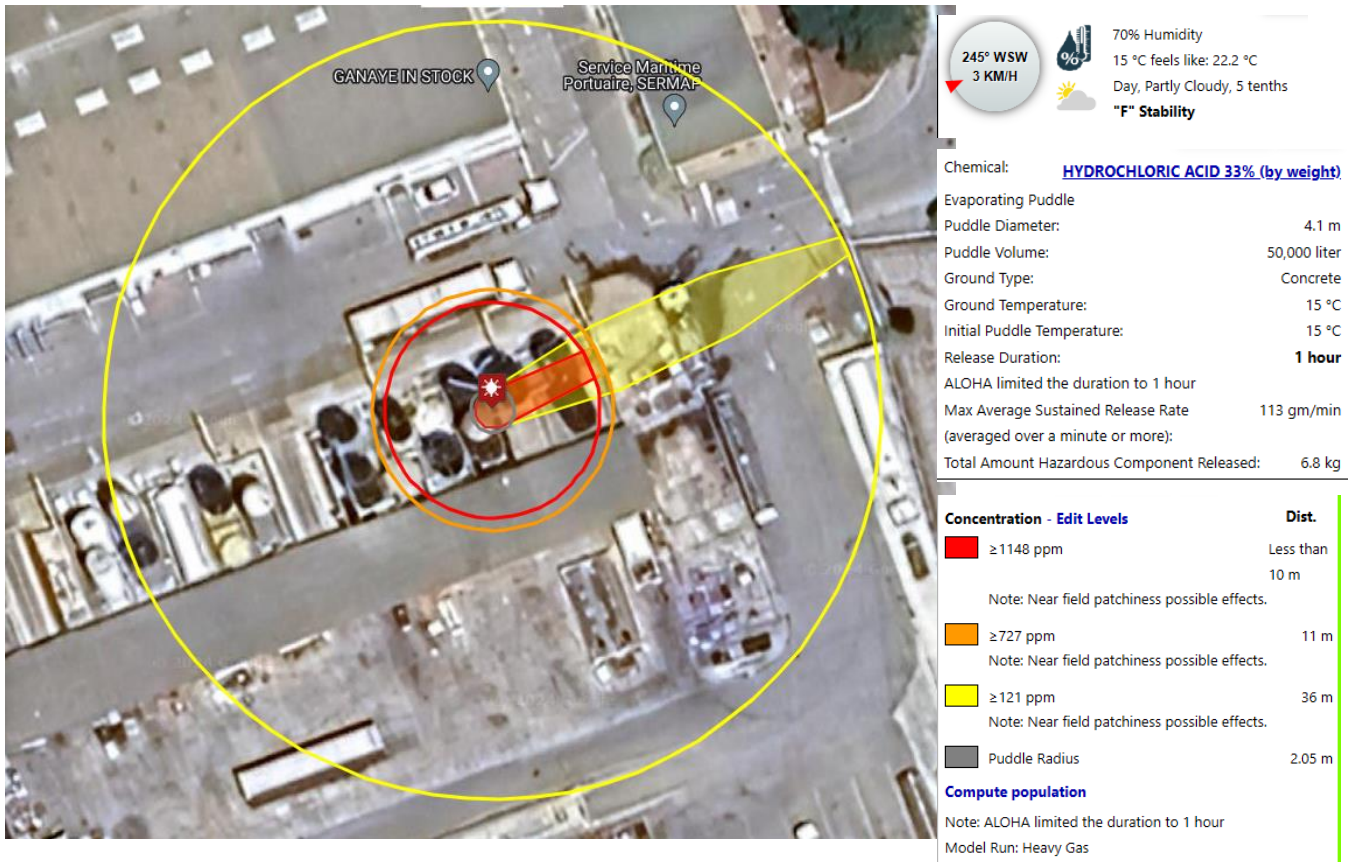 GANAYE IN STOCK
Service Maritime
Portuaire, SERMAP
245° WSW
3 KM/H
%
70% Humidity
15 °C feels like: 22.2 °C
Day, Partly Cloudy, 5 tenths
"F" Stability
Chemical: HYDROCHLORIC ACID 33% (by weight)
Evaporating Puddle
Puddle Diameter: 4.1 m
Puddle Volume: 50,000 liter
Ground Type: Concrete
Ground Temperature: 15 °C
Initial Puddle Temperature: 15 °C
Release Duration: 1 hour
ALOHA limited the duration to 1 hour
Max Average Sustained Release Rate 113 gm/min
(averaged over a minute or more):
Total Amount Hazardous Component Released: 6.8 kg
Concentration - Edit Levels Dist.
≥1148 ppm Less than
10 m
Note: Near field patchiness possible effects.
≥727 ppm 11 m
Note: Near field patchiness possible effects.
≥121 ppm 36 m
Note: Near field patchiness possible effects.
Puddle Radius 2.05 m
Compute population
Note: ALOHA limited the duration to 1 hour
Model Run: Heavy Gas